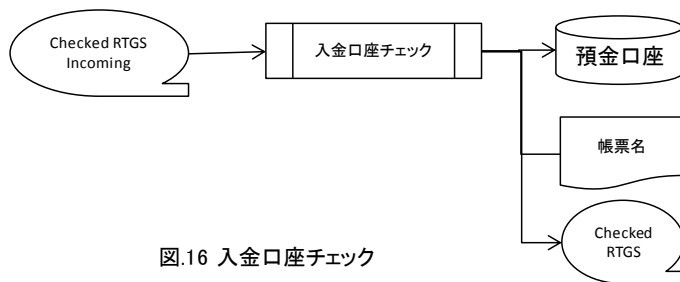 Checked RTGS
Incoming
入金口座チェック
預金口座
帳票名
Checked
RTGS
図.16 入金口座チェック